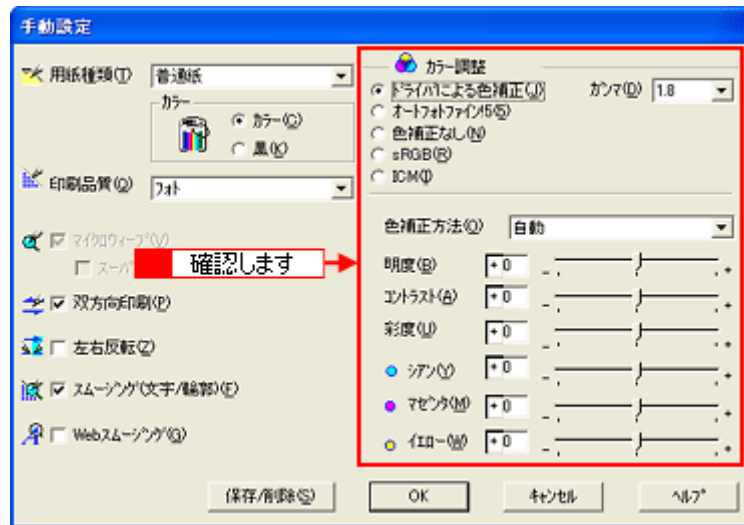 手動設定
用紙種類(T)
普通紙
カラー
カラー(C)
黒(K)
印刷品質(Q)
フォト
マイクロウィーブ(V)
スーパ
双方向印刷(P)
左右反転(Z)
スムージング(文字/輪郭)(F)
Webスムージング(G)
確認します
カラー調整
ドライバによる色補正(J)
ガンマ(D)
1.8
オートフォトファイン!5(5)
色補正なし(N)
sRGB(R)
ICM(I)
色補正方法(O)
自動
明度(B)
+0
- +
コントラスト(A)
+0
- +
彩度(U)
+0
- +
シアン(Y)
+0
- +
マゼンタ(M)
+0
- +
イエロー(W)
+0
- +
保存/削除(S)
OK
キャンセル
ヘルプ